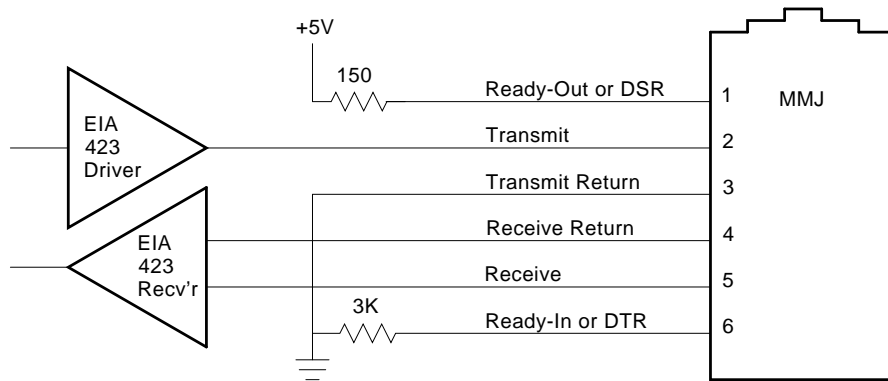 +5V
150
Ready-Out or DSR
1
MMJ
EIA
423
Driver
Transmit
2
Transmit Return
3
EIA
423
Recv'r
Receive Return
4
Receive
5
3K
Ready-In or DTR
6